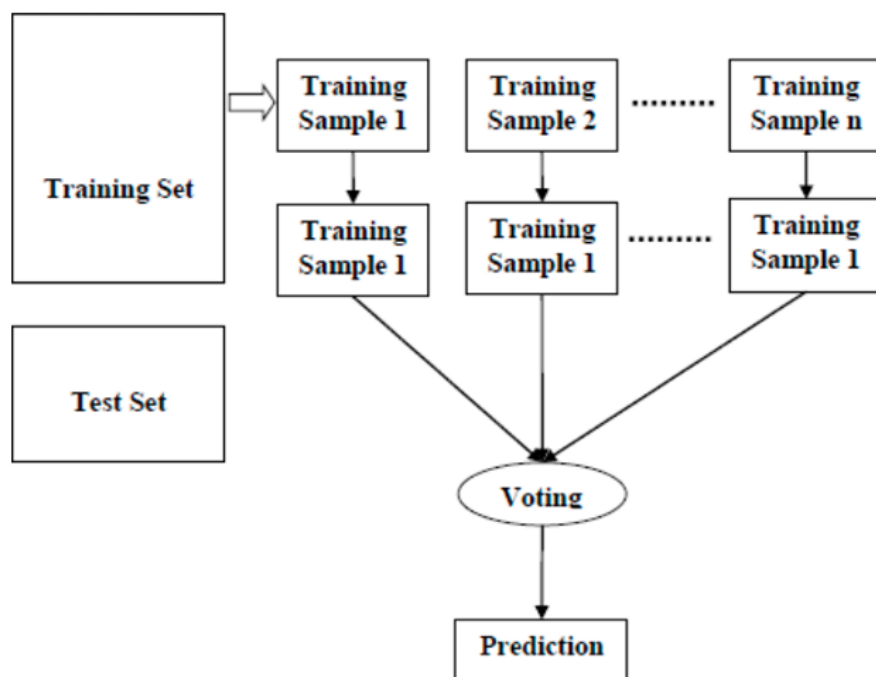 Training Set
Training
Sample 1
Training
Sample 2
Training
Sample n
Training
Sample 1
Training
Sample 1
Training
Sample 1
Test Set
Voting
Prediction